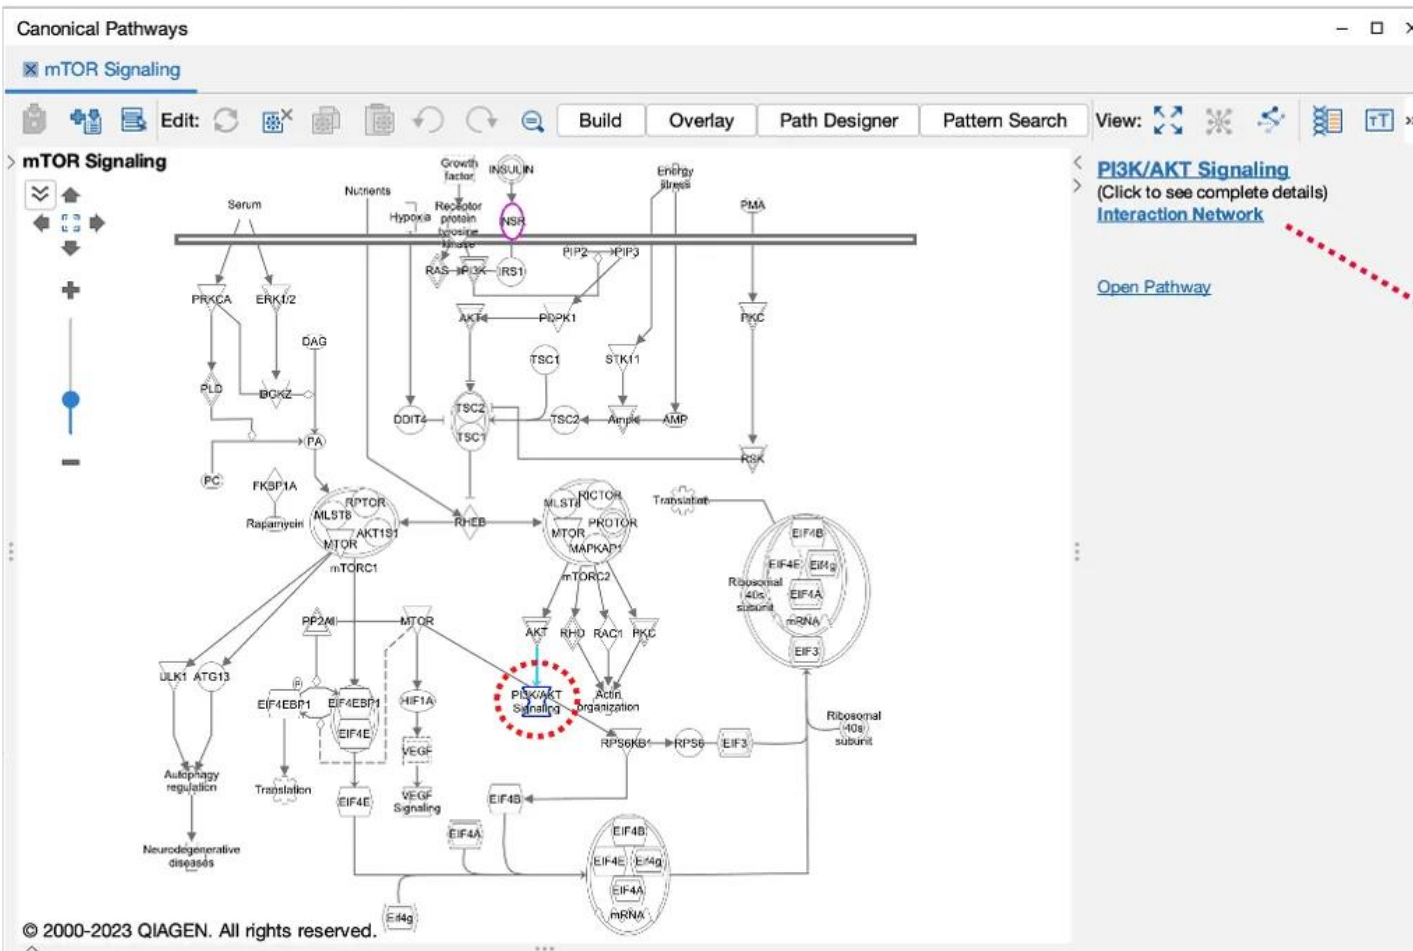 Canonical Pathways
mTOR Signaling
Edit:
Build
Overlay
Path Designer
Pattern Search
View:
mTOR Signaling
Growth
factor
INSULIN
Energy
stress
Nutrients
Serum
Hypoxia
Receptor
protein
tyrosine
kinase
INSR
PMA
PIP2
PIP3
RAS
PI3K
IRS1
PRKCA
ERK1/2
AKT
PDPK1
PKC
DAG
TSC1
STK11
PLD
DGKZ
DDIT4
TSC2
TSC1
TSC2
Ampk
AMP
PA
RSK
PC
FKBP1A
Rapamycin
RPTOR
MLST8
AKT1S1
MTOR
mTORC1
RHEB
RICTOR
MLST8
PROTOR
MTOR
MAPKAP1
mTORC2
Translation
EIF4B
EIF4E
Eif4g
Ribosomal
40s
subunit
EIF4A
mRNA
EIF3
PP2A
MTOR
AKT
RHO
RAC1
PKC
ULK1
ATG13
P
EIF4EBP1
EIF4EBP1
EIF4E
HIF1A
PI3K/AKT
Signaling
Actin
organization
VEGF
RPS6KB1
RPS6
EIF3
Ribosomal
40s
subunit
Autophagy
regulation
Translation
EIF4E
VEGF
Signaling
EIF4B
EIF4A
EIF4B
EIF4E
Eif4g
EIF4A
mRNA
Neurodegenerative
diseases
Eif4g
© 2000-2023 QIAGEN. All rights reserved.
PI3K/AKT Signaling
(Click to see complete details)
Interaction Network
Open Pathway